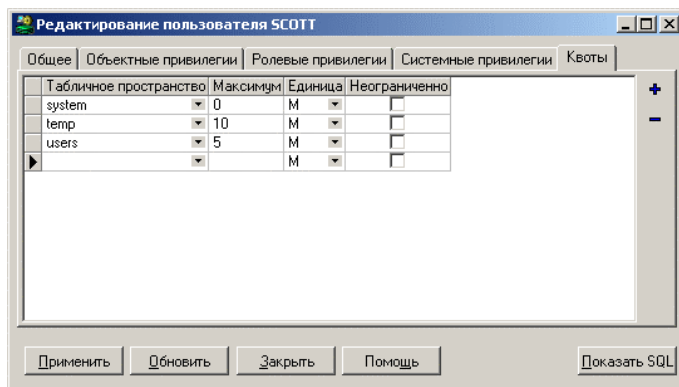 Редактирование пользователя SCOTT
Общее Объектные привилегии Ролевые привилегии Системные привилегии Квоты
Табличное пространство Максимум Единица Неограниченно
system 0 M
temp 10 M
users 5 M
M
Применить Обновить Закрыть Помощь Показать SQL